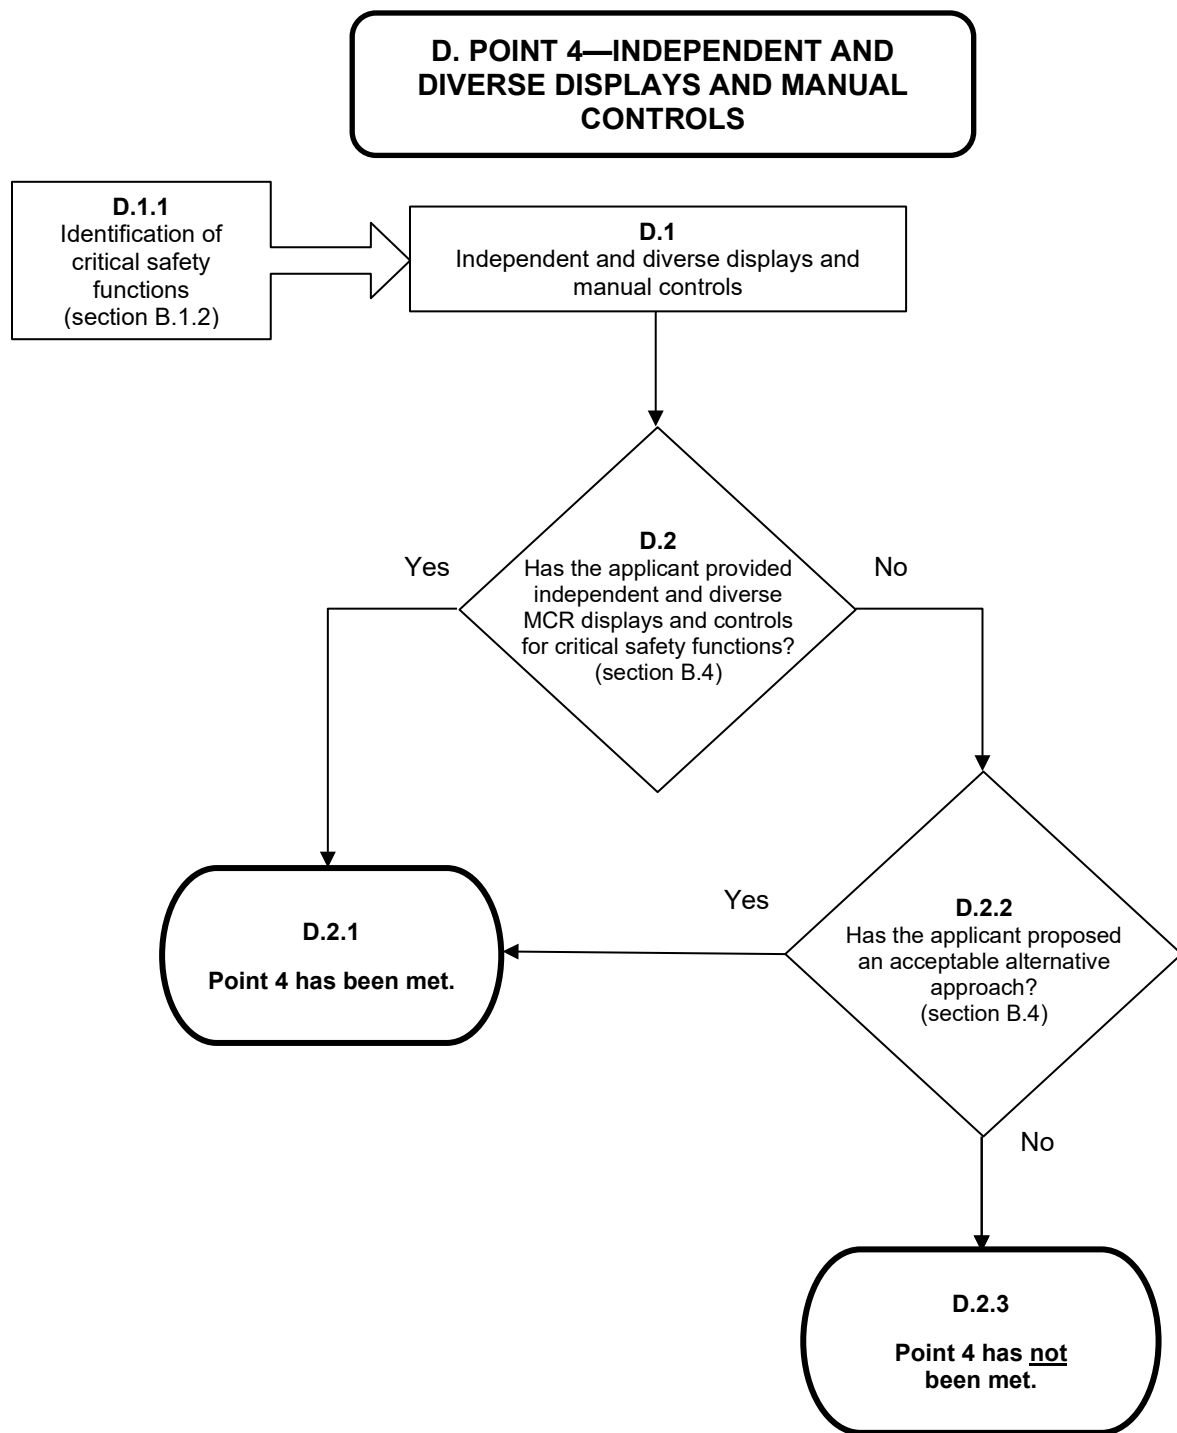 D. POINT 4—INDEPENDENT AND
DIVERSE DISPLAYS AND MANUAL
CONTROLS
D.1.1
Identification of
critical safety
functions
(section B.1.2)
D.1
Independent and diverse displays and
manual controls
D.2
Has the applicant provided
independent and diverse
MCR displays and controls
for critical safety functions?
(section B.4)
Yes
No
D.2.1
Point 4 has been met.
Yes
D.2.2
Has the applicant proposed
an acceptable alternative
approach?
(section B.4)
No
D.2.3
Point 4 has not
been met.